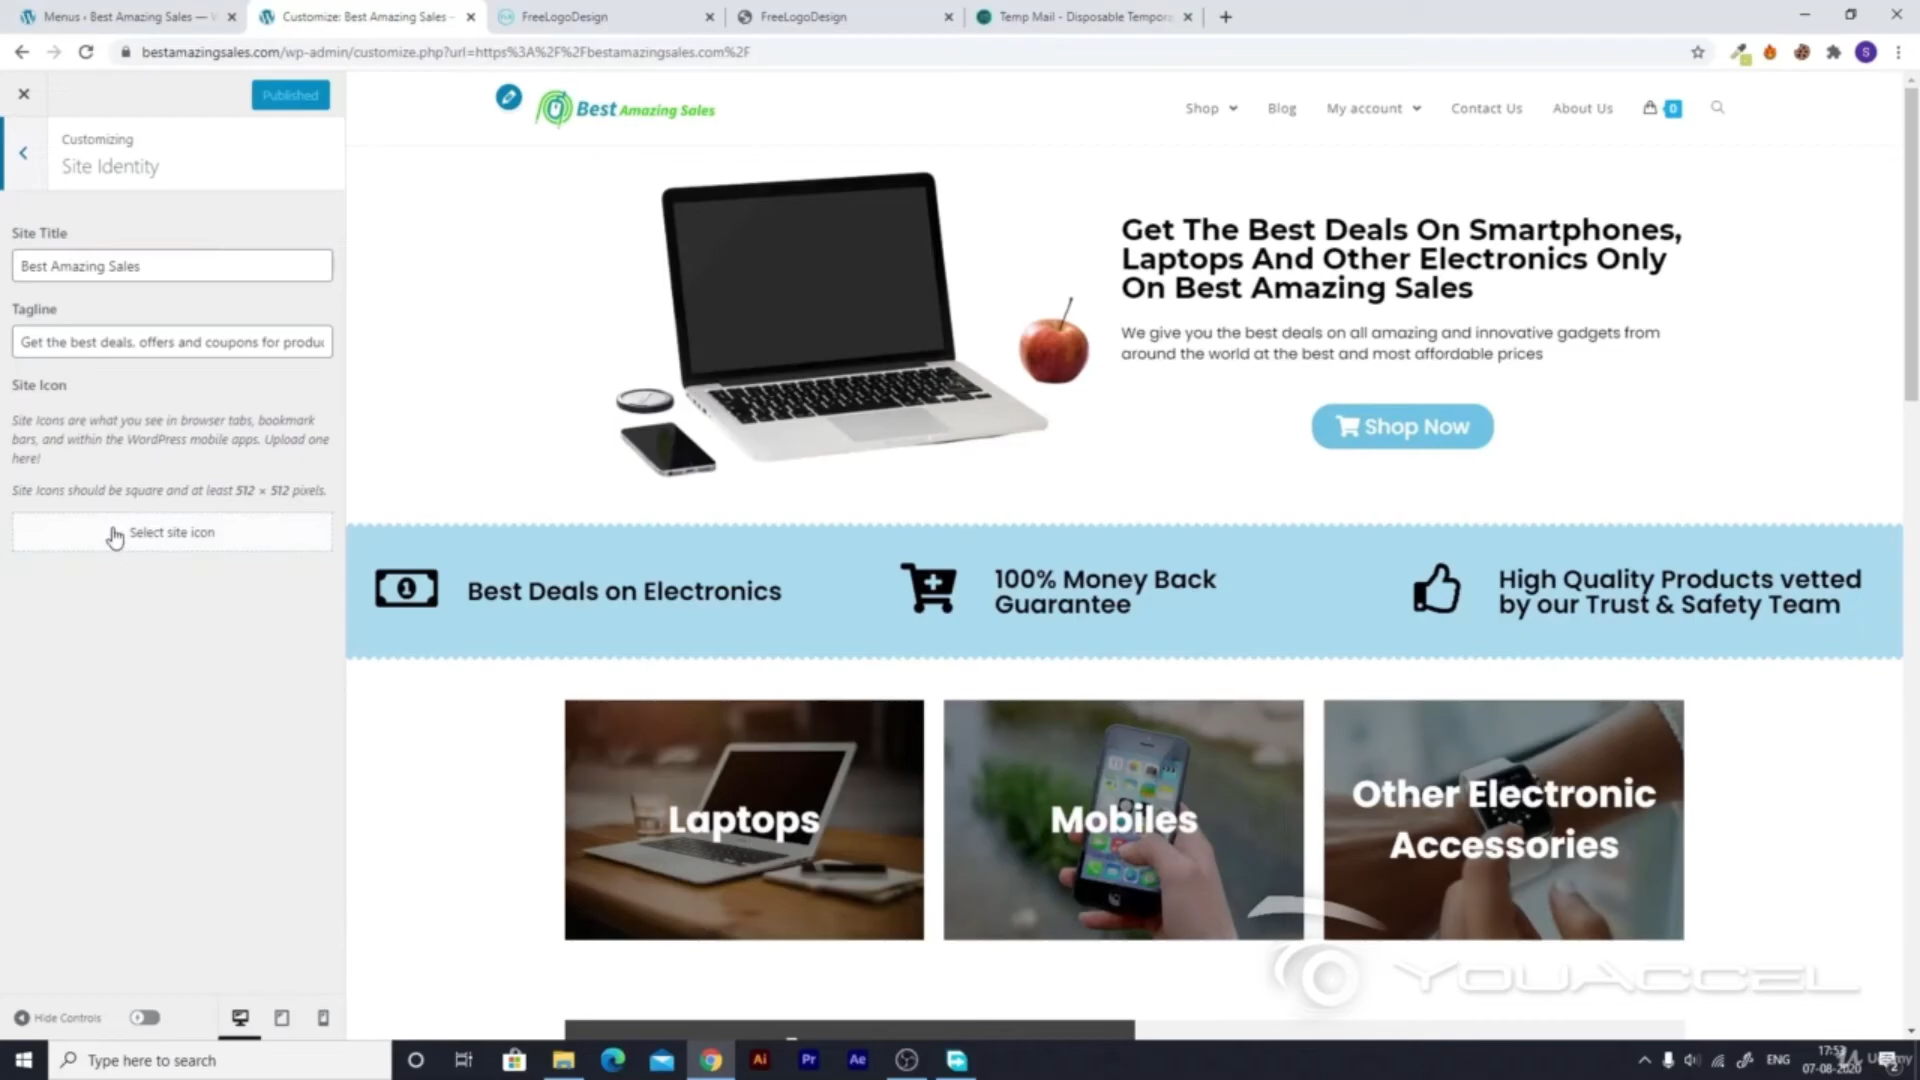 Menus ‹ Best Amazing Sales —
Customize: Best Amazing Sales –
FreeLogoDesign
FreeLogoDesign
Temp Mail - Disposable Tempora
bestamazingsales.com/wp-admin/customize.php?url=https%3A%2F%2Fbestamazingsales.com%2F
S
Published
Customizing
Site Identity
Best Amazing Sales
Shop
Blog
My account
Contact Us
About Us
0
Site Title
Best Amazing Sales
Tagline
Get the best deals. offers and coupons for produc
Site Icon
Site Icons are what you see in browser tabs, bookmark
bars, and within the WordPress mobile apps. Upload one
here!
Site Icons should be square and at least 512 × 512 pixels.
Select site icon
Get The Best Deals On Smartphones,
Laptops And Other Electronics Only
On Best Amazing Sales
We give you the best deals on all amazing and innovative gadgets from
around the world at the best and most affordable prices
Shop Now
1
Best Deals on Electronics
100% Money Back
Guarantee
High Quality Products vetted
by our Trust & Safety Team
Laptops
Mobiles
Other Electronic
Accessories
YOUACCEL
Hide Controls
Type here to search
Ai
Pr
Ae
ENG
07-08-2020
Udemy
2